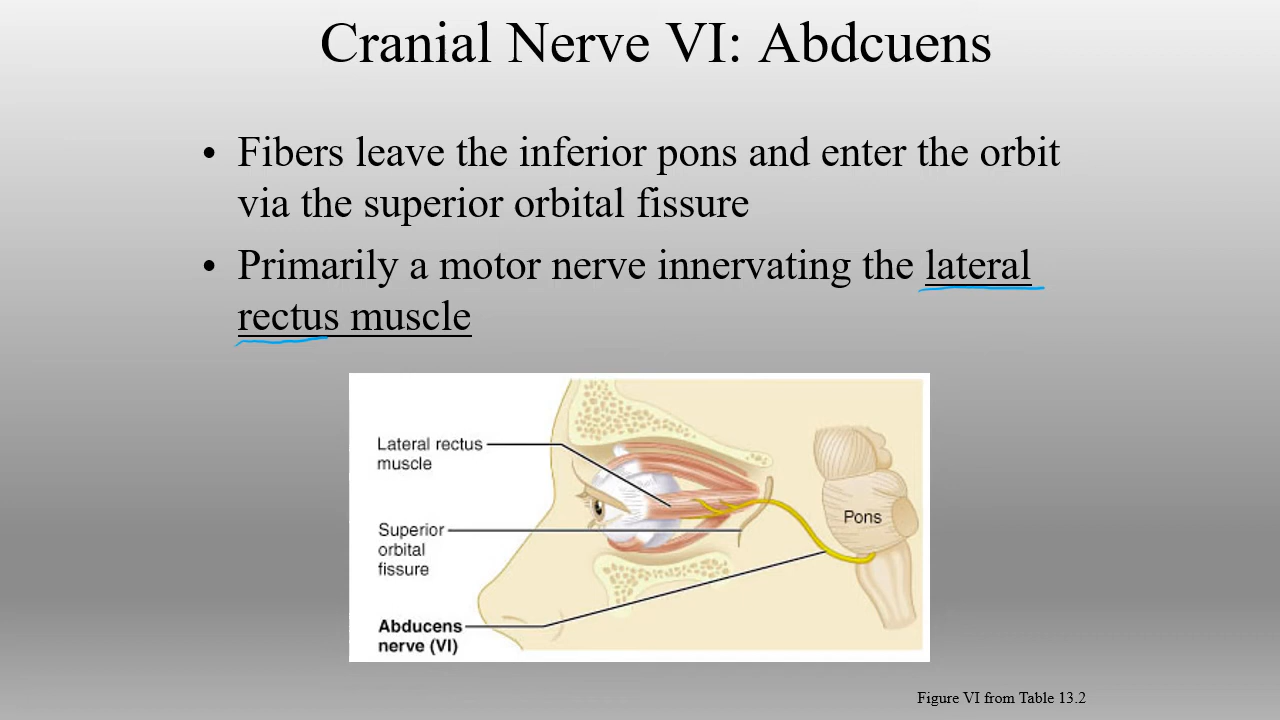 Cranial Nerve VI: Abdcuens
• Fibers leave the inferior pons and enter the orbit
via the superior orbital fissure
• Primarily a motor nerve innervating the lateral
rectus muscle
Lateral rectus
muscle
Superior
orbital
fissure
Abducens
nerve (VI)
Pons
Figure VI from Table 13.2